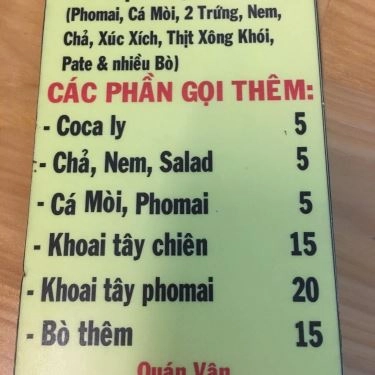 (Phomai, Cá Mòi, 2 Trứng, Nem,
Chả, Xúc Xích, Thịt Xông Khói,
Pate & nhiều Bò)
CÁC PHẦN GỌI THÊM:
- Coca ly 5
- Chả, Nem, Salad 5
- Cá Mòi, Phomai 5
- Khoai tây chiên 15
- Khoai tây phomai 20
- Bò thêm 15
Quán Vân